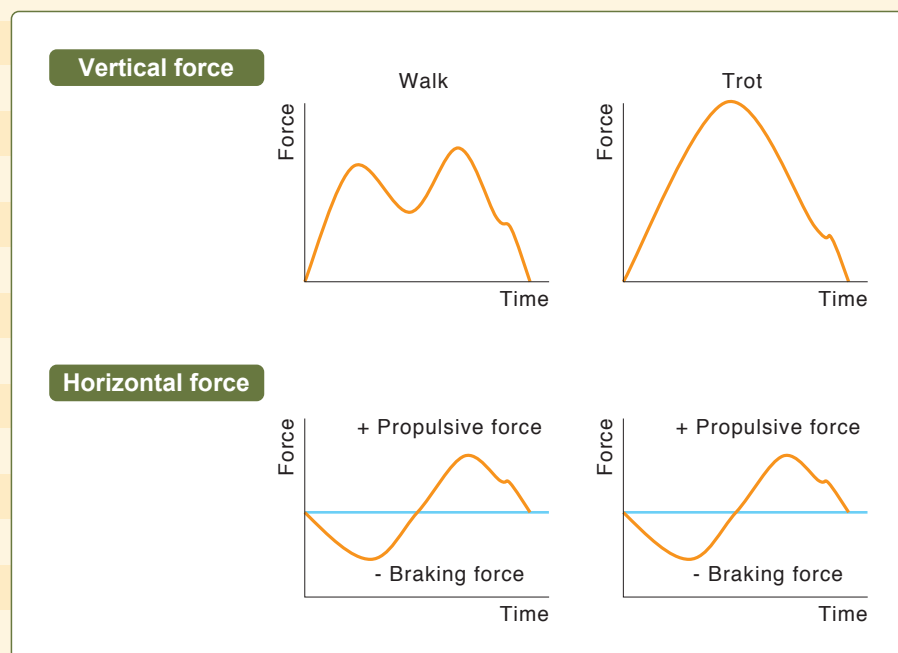 Vertical force
Walk
Trot
Force
Force
Time
Time
Horizontal force
+ Propulsive force
+ Propulsive force
Force
Force
- Braking force
- Braking force
Time
Time